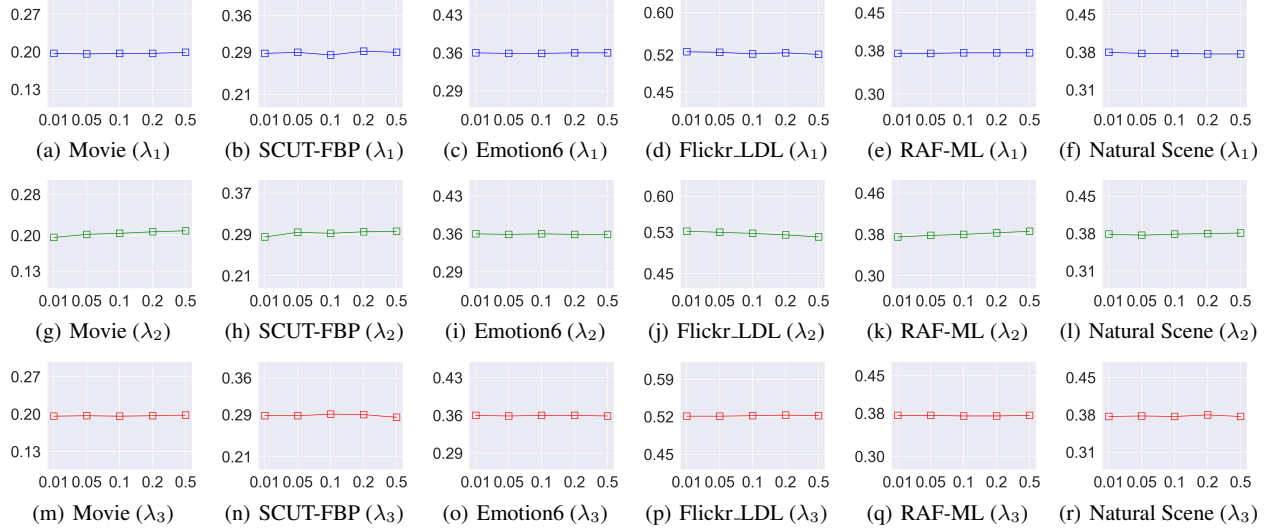 0.27 0.36 0.43 0.60 0.45 0.45
0.20 0.29 0.36 0.52 0.38 0.38
0.13 0.21 0.29 0.45 0.30 0.31
0.01 0.05 0.1 0.2 0.5 0.01 0.05 0.1 0.2 0.5 0.01 0.05 0.1 0.2 0.5 0.01 0.05 0.1 0.2 0.5 0.01 0.05 0.1 0.2 0.5 0.01 0.05 0.1 0.2 0.5
(a) Movie (λ₁) (b) SCUT-FBP (λ₁) (c) Emotion6 (λ₁) (d) Flickr_LDL (λ₁) (e) RAF-ML (λ₁) (f) Natural Scene (λ₁)
0.28 0.37 0.43 0.60 0.46 0.45
0.20 0.29 0.36 0.53 0.38 0.38
0.13 0.21 0.29 0.45 0.30 0.31
0.01 0.05 0.1 0.2 0.5 0.01 0.05 0.1 0.2 0.5 0.01 0.05 0.1 0.2 0.5 0.01 0.05 0.1 0.2 0.5 0.01 0.05 0.1 0.2 0.5 0.01 0.05 0.1 0.2 0.5
(g) Movie (λ₂) (h) SCUT-FBP (λ₂) (i) Emotion6 (λ₂) (j) Flickr_LDL (λ₂) (k) RAF-ML (λ₂) (l) Natural Scene (λ₂)
0.27 0.36 0.43 0.59 0.45 0.45
0.20 0.29 0.36 0.52 0.38 0.38
0.13 0.21 0.29 0.45 0.30 0.31
0.01 0.05 0.1 0.2 0.5 0.01 0.05 0.1 0.2 0.5 0.01 0.05 0.1 0.2 0.5 0.01 0.05 0.1 0.2 0.5 0.01 0.05 0.1 0.2 0.5 0.01 0.05 0.1 0.2 0.5
(m) Movie (λ₃) (n) SCUT-FBP (λ₃) (o) Emotion6 (λ₃) (p) Flickr_LDL (λ₃) (q) RAF-ML (λ₃) (r) Natural Scene (λ₃)